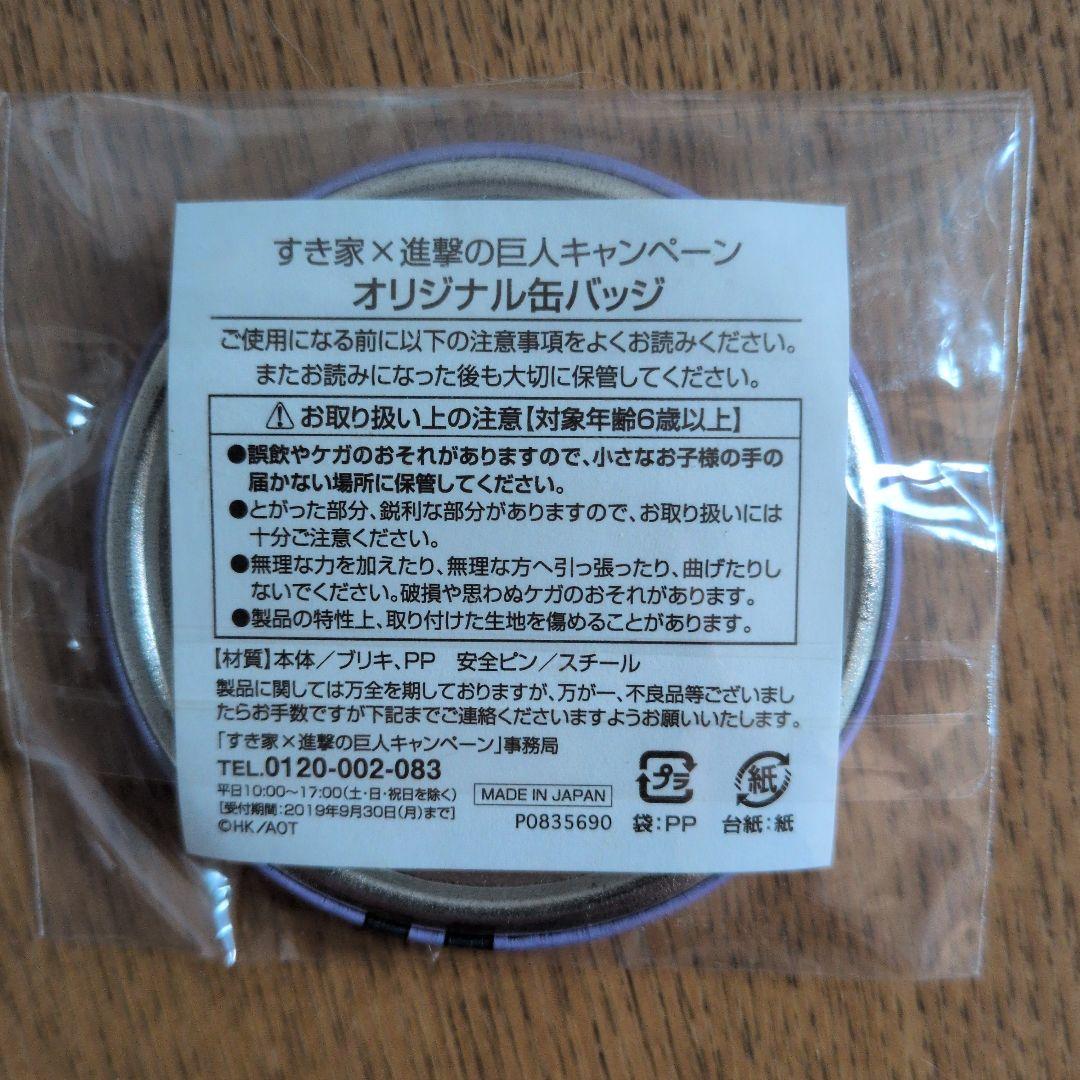 すき家×進撃の巨人キャンペーン
オリジナル缶バッジ
ご使用になる前に以下の注意事項をよくお読みください。
またお読みになった後も大切に保管してください。
⚠お取り扱い上の注意【対象年齢6歳以上】
●誤飲やケガのおそれがありますので、小さなお子様の手の
届かない場所に保管してください。
●とがった部分、鋭利な部分がありますので、お取り扱いには
十分ご注意ください。
●無理な力を加えたり、無理な方へ引っ張ったり、曲げたりし
ないでください。破損や思わぬケガのおそれがあります。
●製品の特性上、取り付けた生地を傷めることがあります。
【材質】本体/ブリキ、PP 安全ピン/スチール
製品に関しては万全を期しておりますが、万が一、不良品等ございまし
たらお手数ですが下記までご連絡くださいますようお願いいたします。
「すき家×進撃の巨人キャンペーン」事務局
TEL.0120-002-083
平日10:00~17:00(土・日・祝日を除く)
[受付期間:2019年9月30日(月)まで]
©HK/AOT
MADE IN JAPAN
P0835690
プラ
袋:PP
紙
台紙:紙